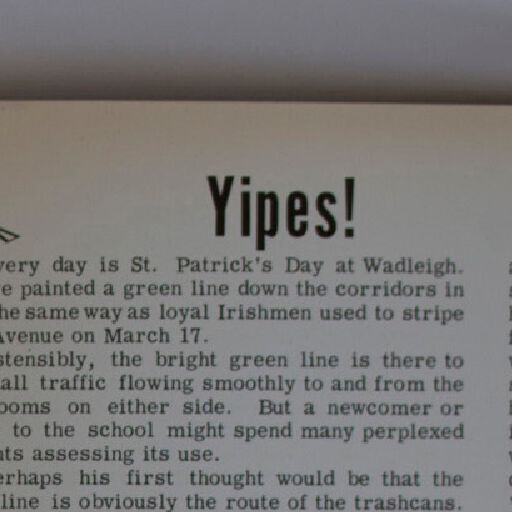 Yipes!
very day is St. Patrick's Day at Wadleigh.
e painted a green line down the corridors in
he same way as loyal Irishmen used to stripe
Avenue on March 17.
stensibly, the bright green line is there to
all traffic flowing smoothly to and from the
ooms on either side. But a newcomer or
to the school might spend many perplexed
nts assessing its use.
erhaps his first thought would be that the
line is obviously the route of the trashcans.